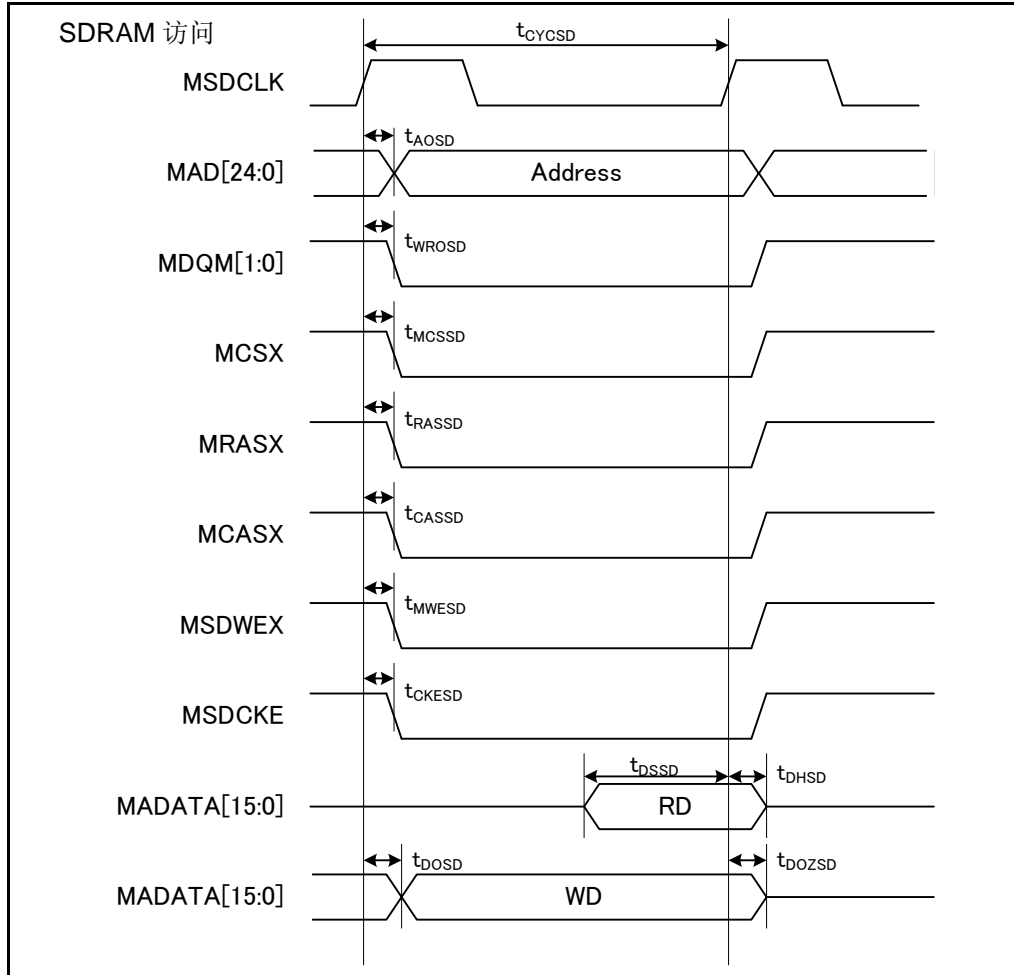 SDRAM 访问
tCYCSD
MSDCLK
tAOSD
MAD[24:0]
Address
tWROSD
MDQM[1:0]
tMCSSD
MCSX
tRASSD
MRASX
tCASSD
MCASX
tMWESD
MSDWEX
tCKESD
MSDCKE
tDSSD
tDHSD
MADATA[15:0]
RD
tDOSD
tDOZSD
MADATA[15:0]
WD